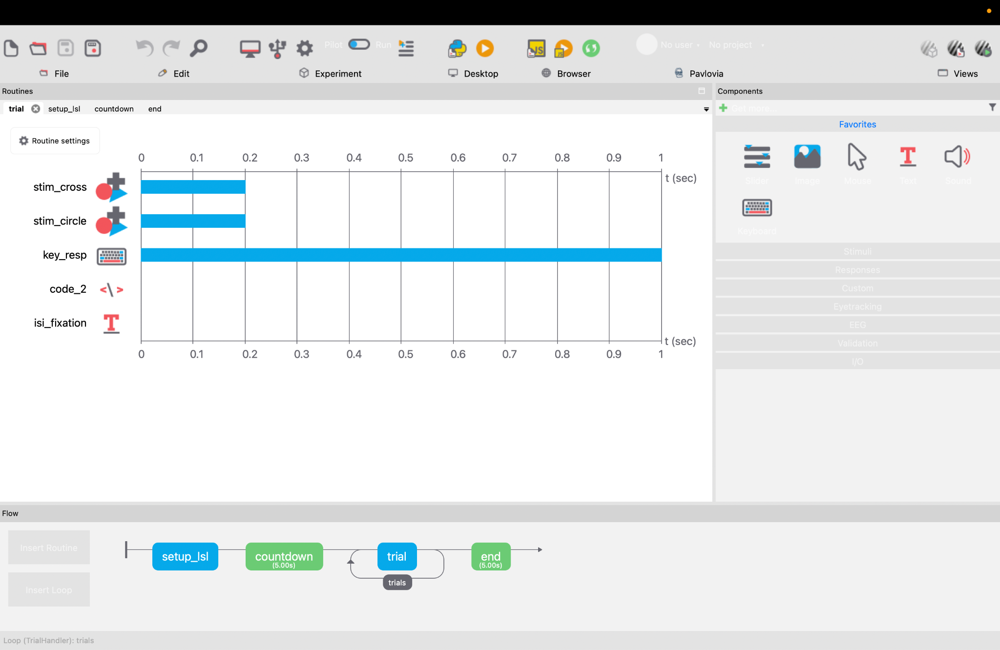 Pilot Run No user No project
File Edit Experiment Desktop Browser Pavlovia Views
Routines
Components
trial setup_lsl countdown end
Get more...
Favorites
Routine settings
0 0.1 0.2 0.3 0.4 0.5 0.6 0.7 0.8 0.9 1
t (sec)
stim_cross
stim_circle
key_resp
code_2
isi_fixation
t (sec)
0 0.1 0.2 0.3 0.4 0.5 0.6 0.7 0.8 0.9 1
Slider Image Mouse Text Sound
Keyboard
Stimuli
Responses
Custom
Eyetracking
EEG
Validation
I/O
Flow
Insert Routine
Insert Loop
setup_lsl
countdown
(5.00s)
trial
trials
end
(5.00s)
Loop (TrialHandler): trials